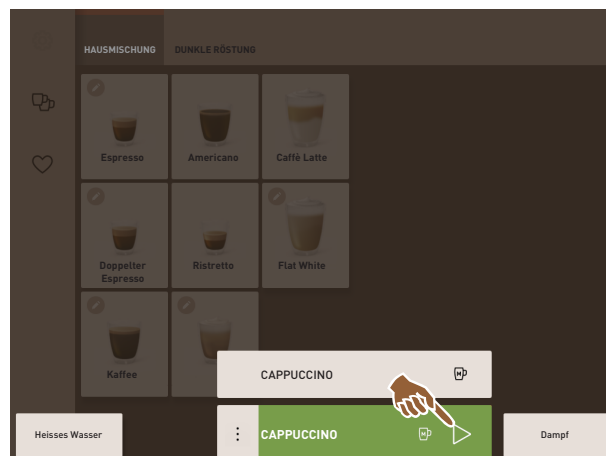 HAUSMISCHUNG DUNKLE RÖSTUNG
Espresso Americano Caffè Latte
Doppelter
Espresso
Ristretto Flat White
Kaffee
CAPPUCCINO M
Heisses Wasser
CAPPUCCINO M
Dampf